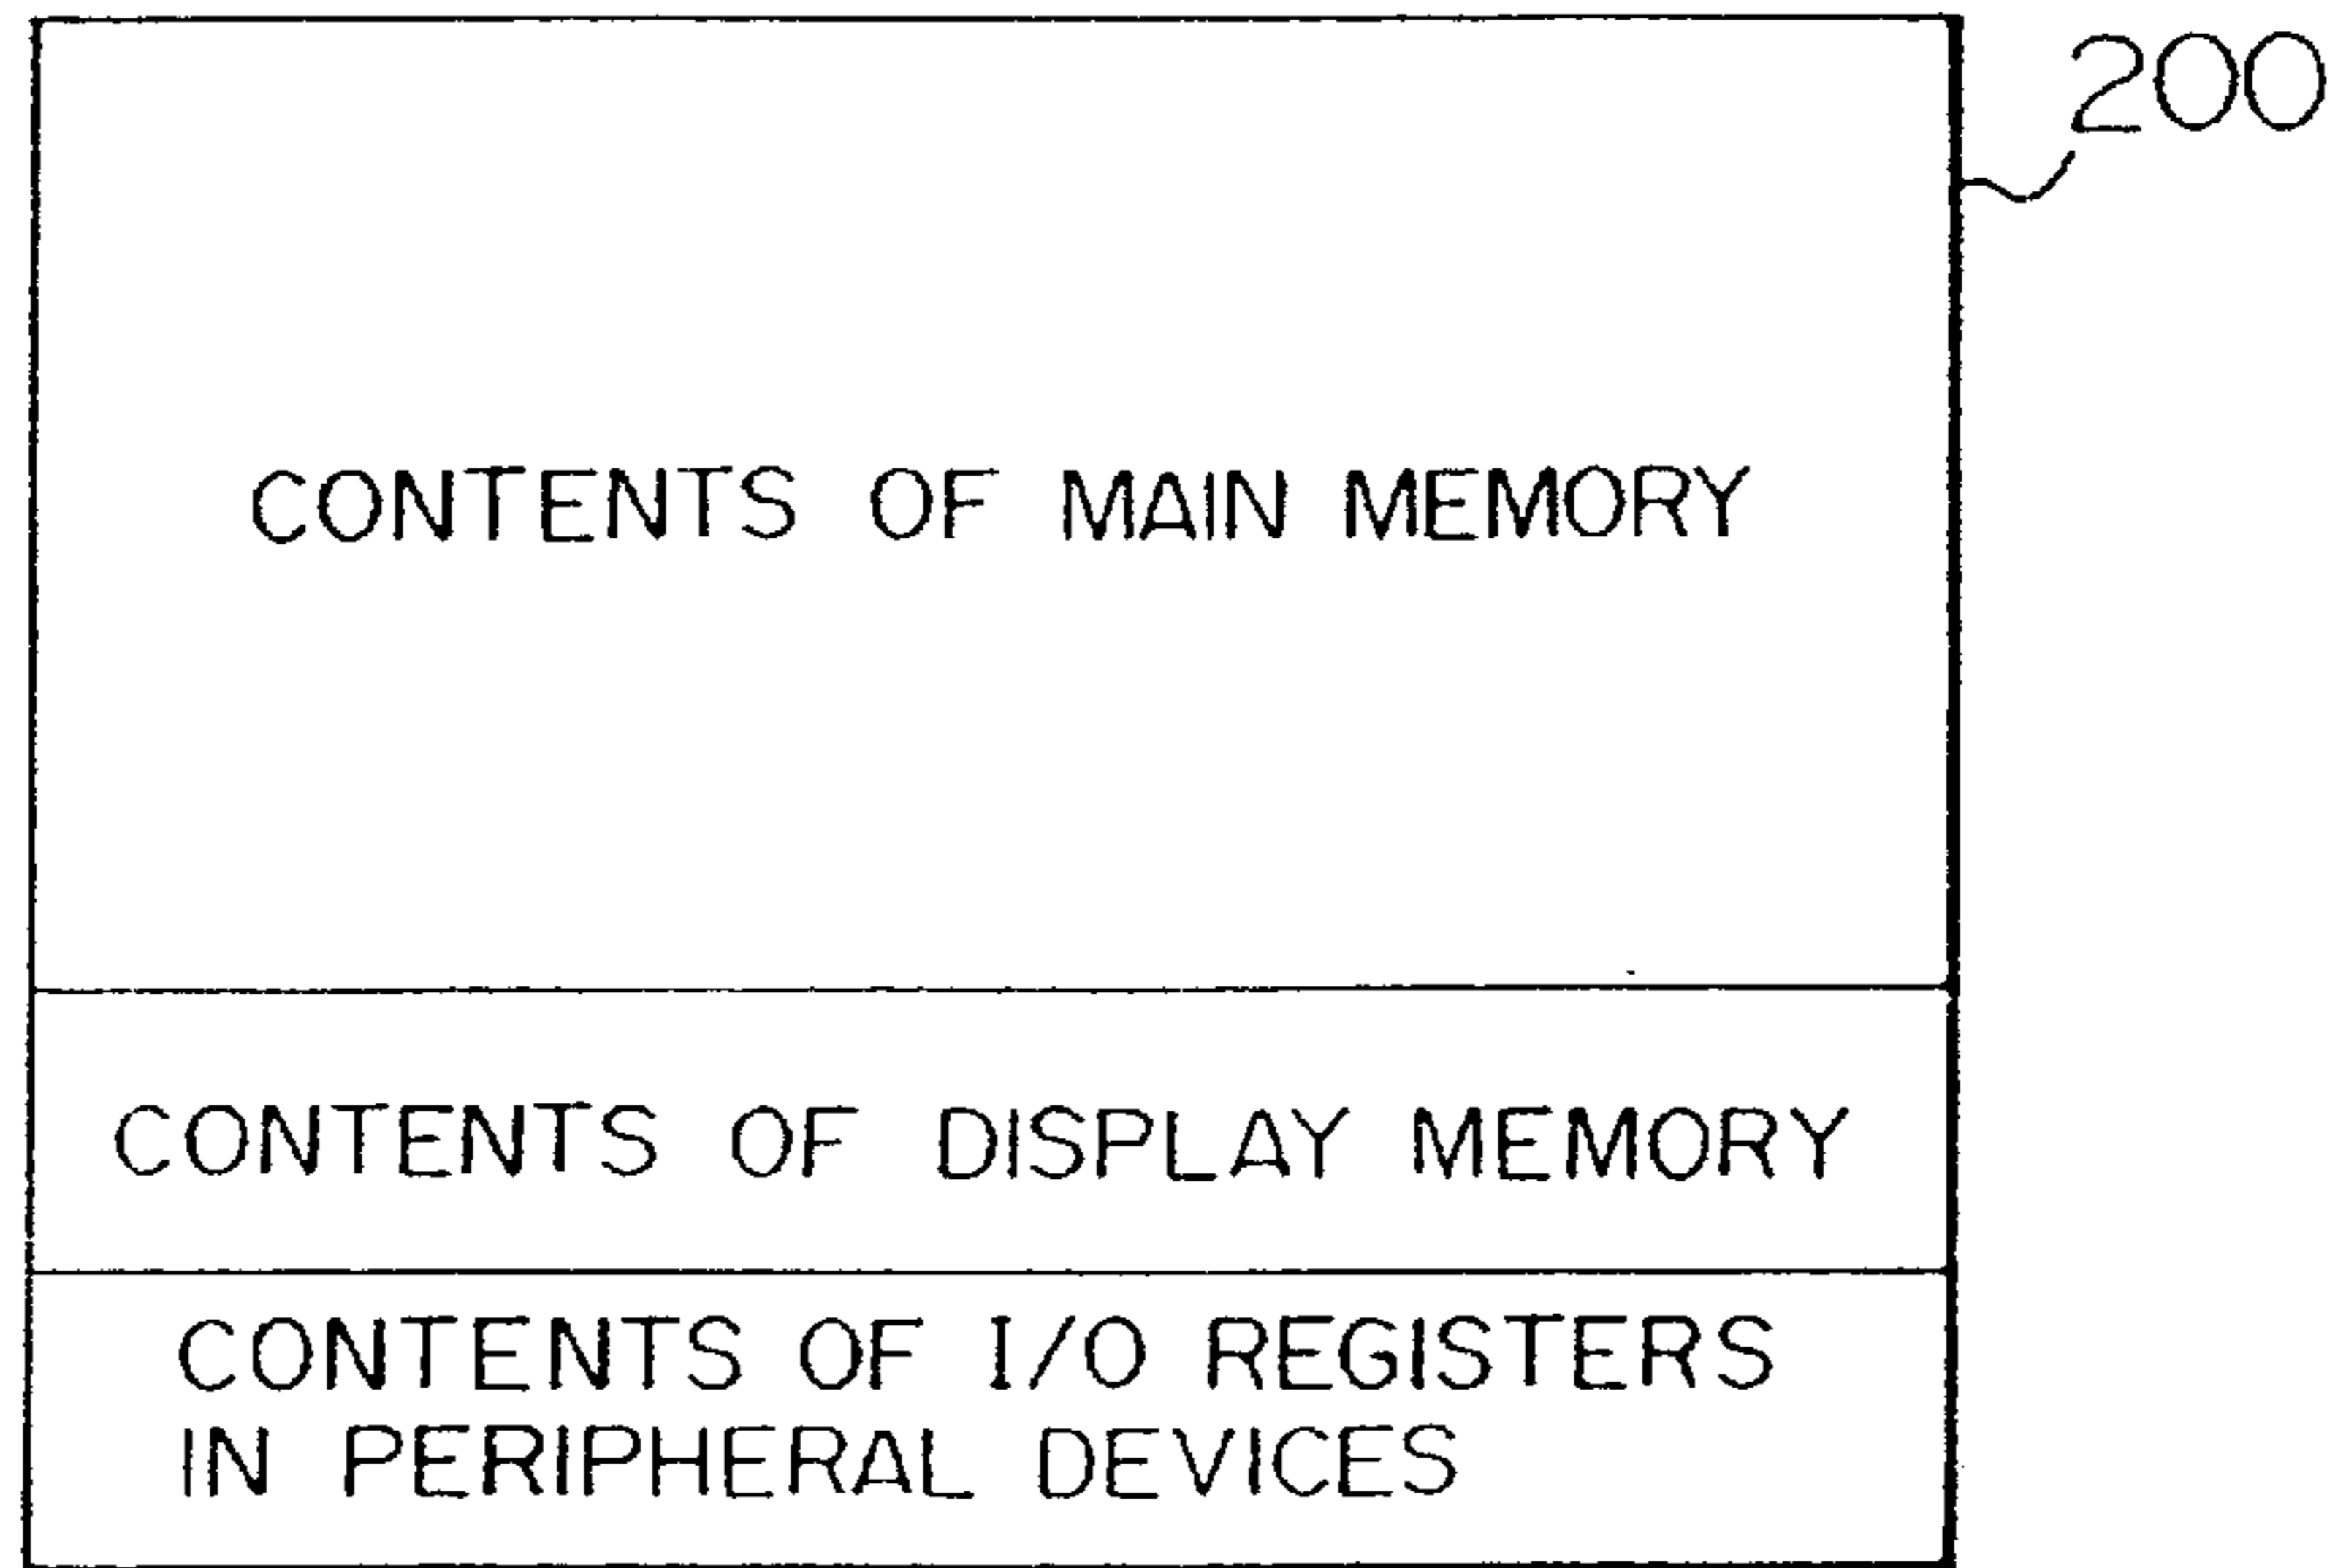 200
CONTENTS OF MAIN MEMORY
CONTENTS OF DISPLAY MEMORY
CONTENTS OF I/O REGISTERS
IN PERIPHERAL DEVICES